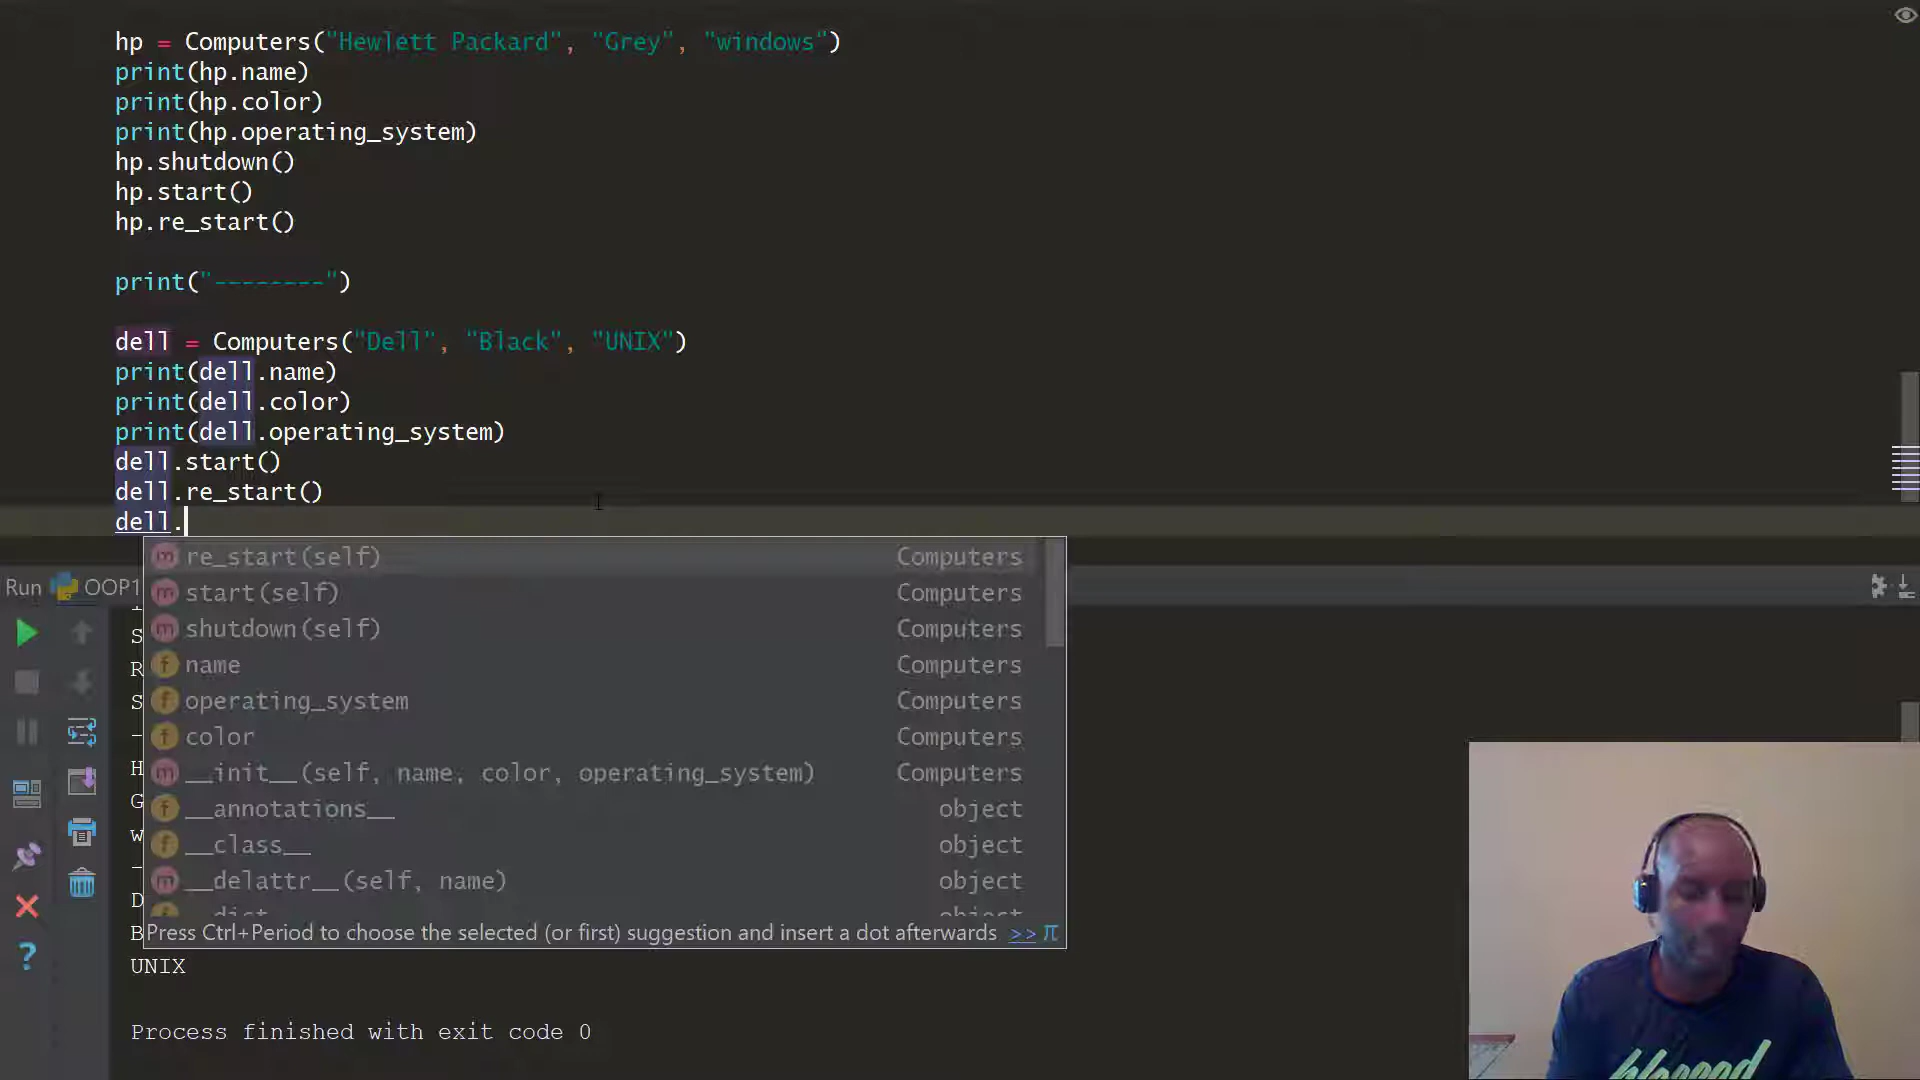 hp = Computers("Hewlett Packard", "Grey", "windows")
print(hp.name)
print(hp.color)
print(hp.operating_system)
hp.shutdown()
hp.start()
hp.re_start()
print("--------")
dell = Computers("Dell", "Black", "UNIX")
print(dell.name)
print(dell.color)
print(dell.operating_system)
dell.start()
dell.re_start()
dell.
m re_start(self) Computers
m start(self) Computers
m shutdown(self) Computers
f name Computers
f operating_system Computers
f color Computers
m __init__(self, name, color, operating_system) Computers
f __annotations__ object
f __class__ object
m __delattr__(self, name) object
Press Ctrl+Period to choose the selected (or first) suggestion and insert a dot afterwards >> π
Run OOP1
S
R
S
-
H
G
w
-
D
B
UNIX
Process finished with exit code 0
blessed